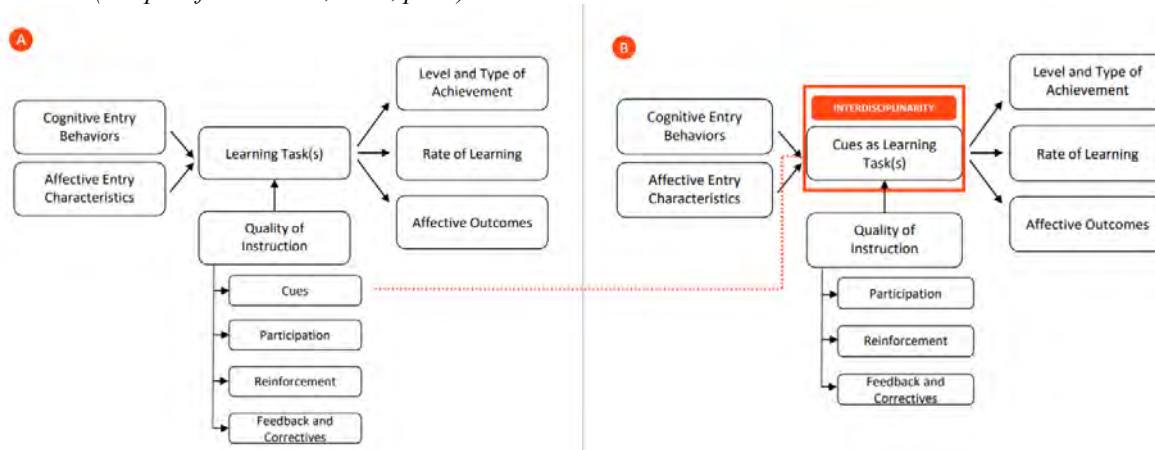 A
Cognitive Entry
Behaviors
Affective Entry
Characteristics
Learning Task(s)
Level and Type of
Achievement
Rate of Learning
Affective Outcomes
Quality of
Instruction
Cues
Participation
Reinforcement
Feedback and
Correctives
B
Cognitive Entry
Behaviors
Affective Entry
Characteristics
INTERDISCIPLINARITY
Cues as Learning
Task(s)
Level and Type of
Achievement
Rate of Learning
Affective Outcomes
Quality of
Instruction
Participation
Reinforcement
Feedback and
Correctives